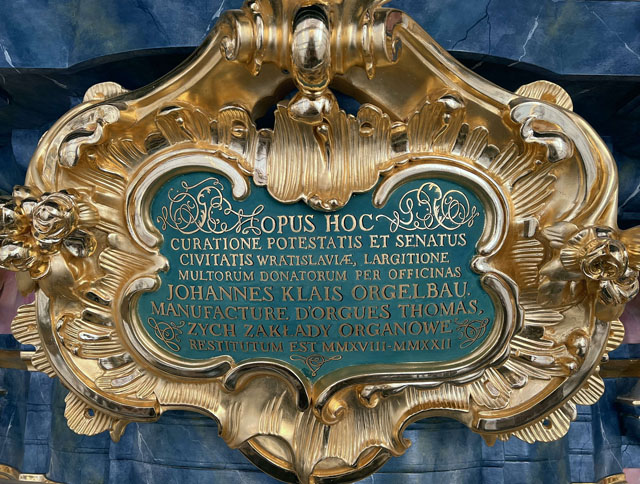 OPUS HOC
CURATIONE POTESTATIS ET SENATUS
CIVITATIS WRATISLAVIÆ, LARGITIONE
MULTORUM DONATORUM PER OFFICINAS
JOHANNES KLAIS ORGELBAU,
MANUFACTURE D'ORGUES THOMAS,
ZYCH ZAKŁADY ORGANOWE
RESTITUTUM EST MMXVIII-MMXXII